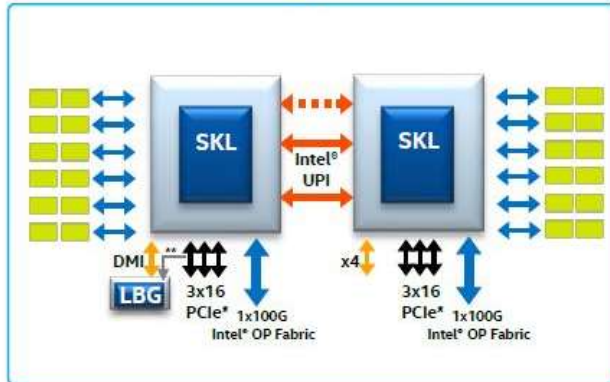 SKL
SKL
Intel®
UPI
DMI
**
x4
LBG
3x16
PCIe*
1x100G
Intel® OP Fabric
3x16
PCIe*
1x100G
Intel® OP Fabric